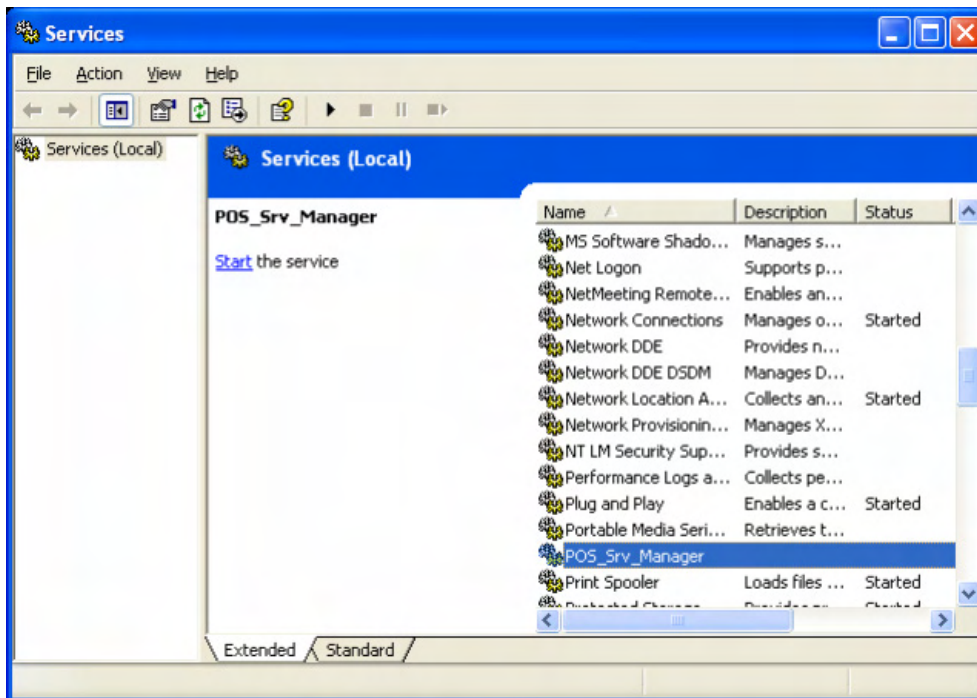 Services
File Action View Help
Services (Local)
Services (Local)
POS_Srv_Manager
Start the service
Name Description Status
MS Software Shado... Manages s...
Net Logon Supports p...
NetMeeting Remote... Enables an...
Network Connections Manages o... Started
Network DDE Provides n...
Network DDE DSDM Manages D...
Network Location A... Collects an... Started
Network Provisionin... Manages X...
NT LM Security Sup... Provides s...
Performance Logs a... Collects pe...
Plug and Play Enables a c... Started
Portable Media Seri... Retrieves t...
POS_Srv_Manager
Print Spooler Loads files ... Started
Extended Standard